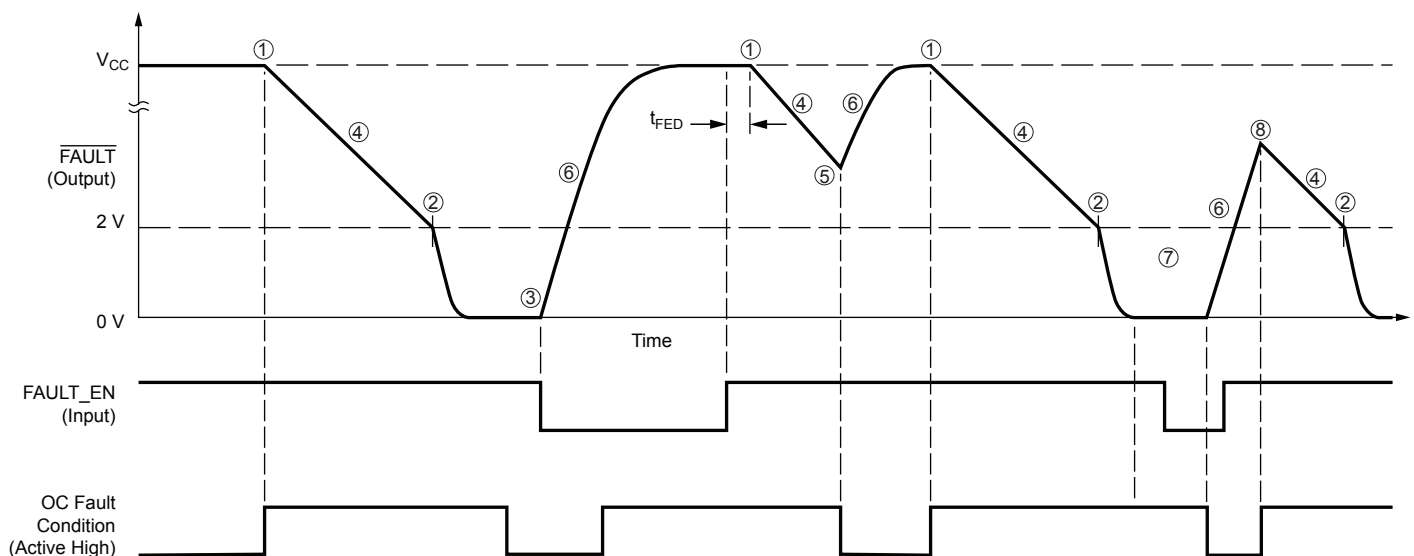 ① ① ①
V_CC
④ ④ ⑥ ④ ⑧
t_FED
FAULT
(Output)
⑥ ⑤ ④
② ② ⑥ ②
2 V
⑦
③
0 V
Time
FAULT_EN
(Input)
OC Fault
Condition
(Active High)